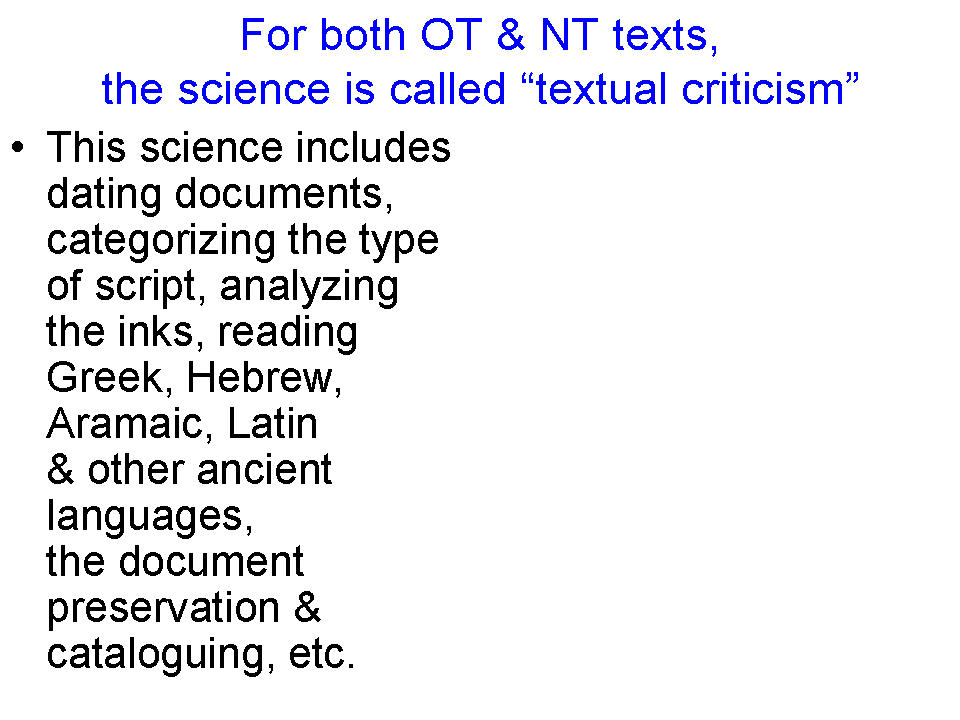 For both OT & NT texts,
the science is called “textual criticism”
• This science includes
dating documents,
categorizing the type
of script, analyzing
the inks, reading
Greek, Hebrew,
Aramaic, Latin
& other ancient
languages,
the document
preservation &
cataloguing, etc.